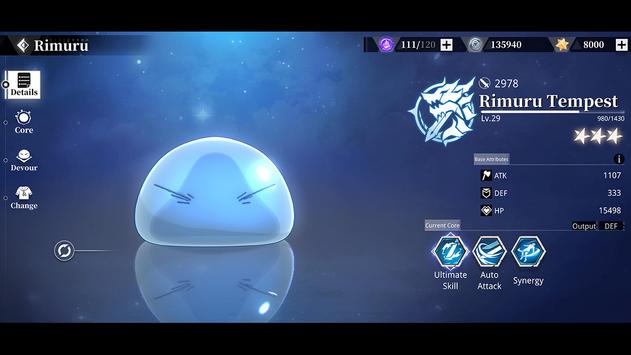 Rimuru
111/120
135940
8000
Details
Core
Devour
Change
2978
Rimuru Tempest
Lv.29
980/1430
Base Attributes
i
ATK 1107
DEF 333
HP 15498
Current Core
Output DEF
Ultimate
Skill
Auto
Attack
Synergy